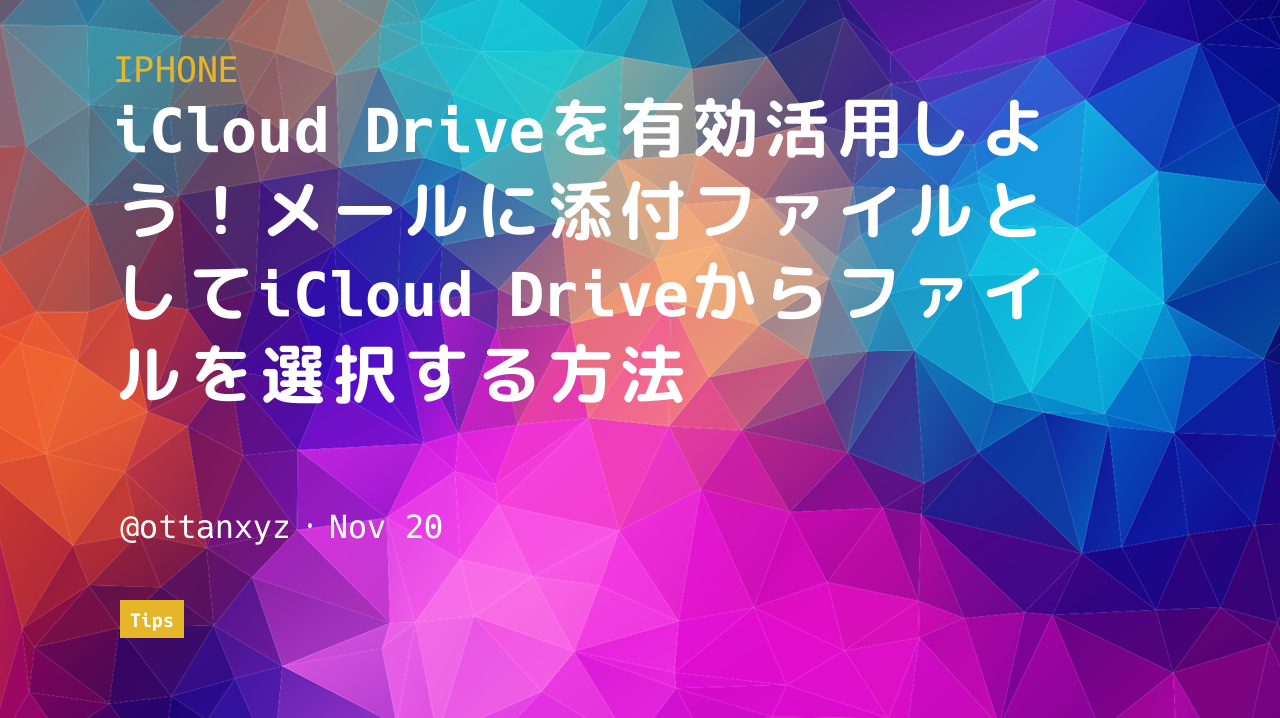 IPHONE
iCloud Driveを有効活用しよ
う！メールに添付ファイルと
してiCloud Driveからファイ
ルを選択する方法
@ottanxyz・Nov 20
Tips